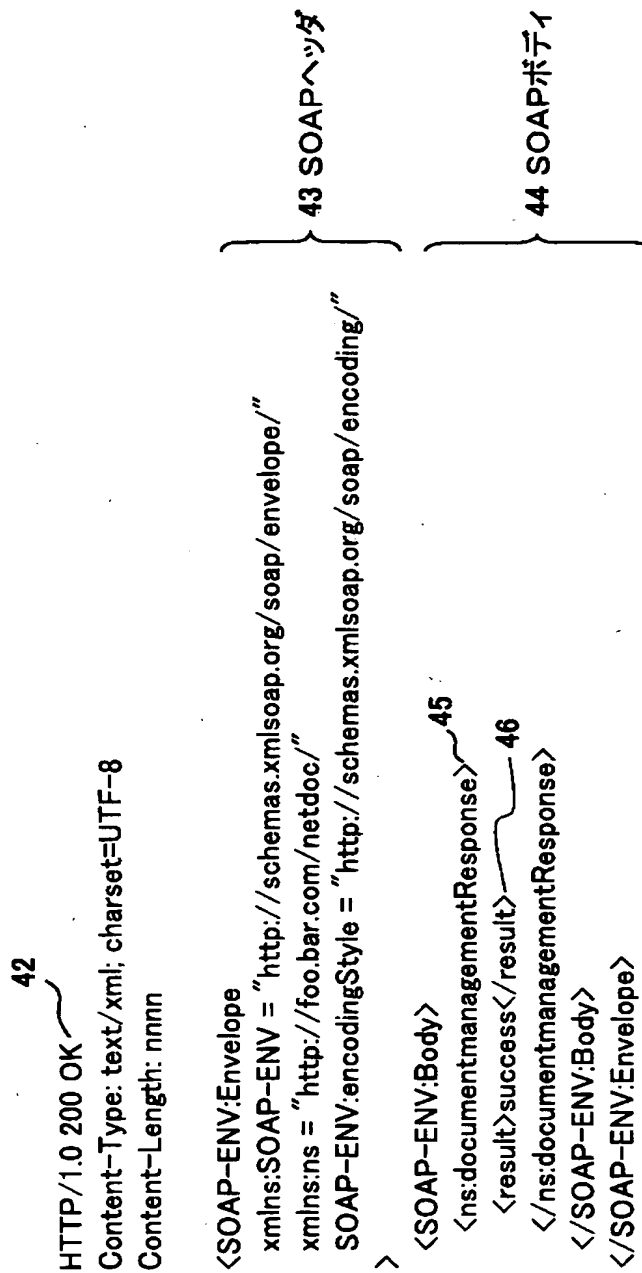 42
HTTP/1.0 200 OK
Content-Type: text/xml; charset=UTF-8
Content-Length: nnnn
<SOAP-ENV:Envelope
xmlns:SOAP-ENV = "http://schemas.xmlsoap.org/soap/envelope/"
xmlns:ns = "http://foo.bar.com/netdoc/"
SOAP-ENV:encodingStyle = "http://schemas.xmlsoap.org/soap/encoding/"
>
43 SOAPヘッダ
<SOAP-ENV:Body>
<ns:documentmanagementResponse> 45
<result>success</result> 46
</ns:documentmanagementResponse>
</SOAP-ENV:Body>
</SOAP-ENV:Envelope>
44 SOAPボディ